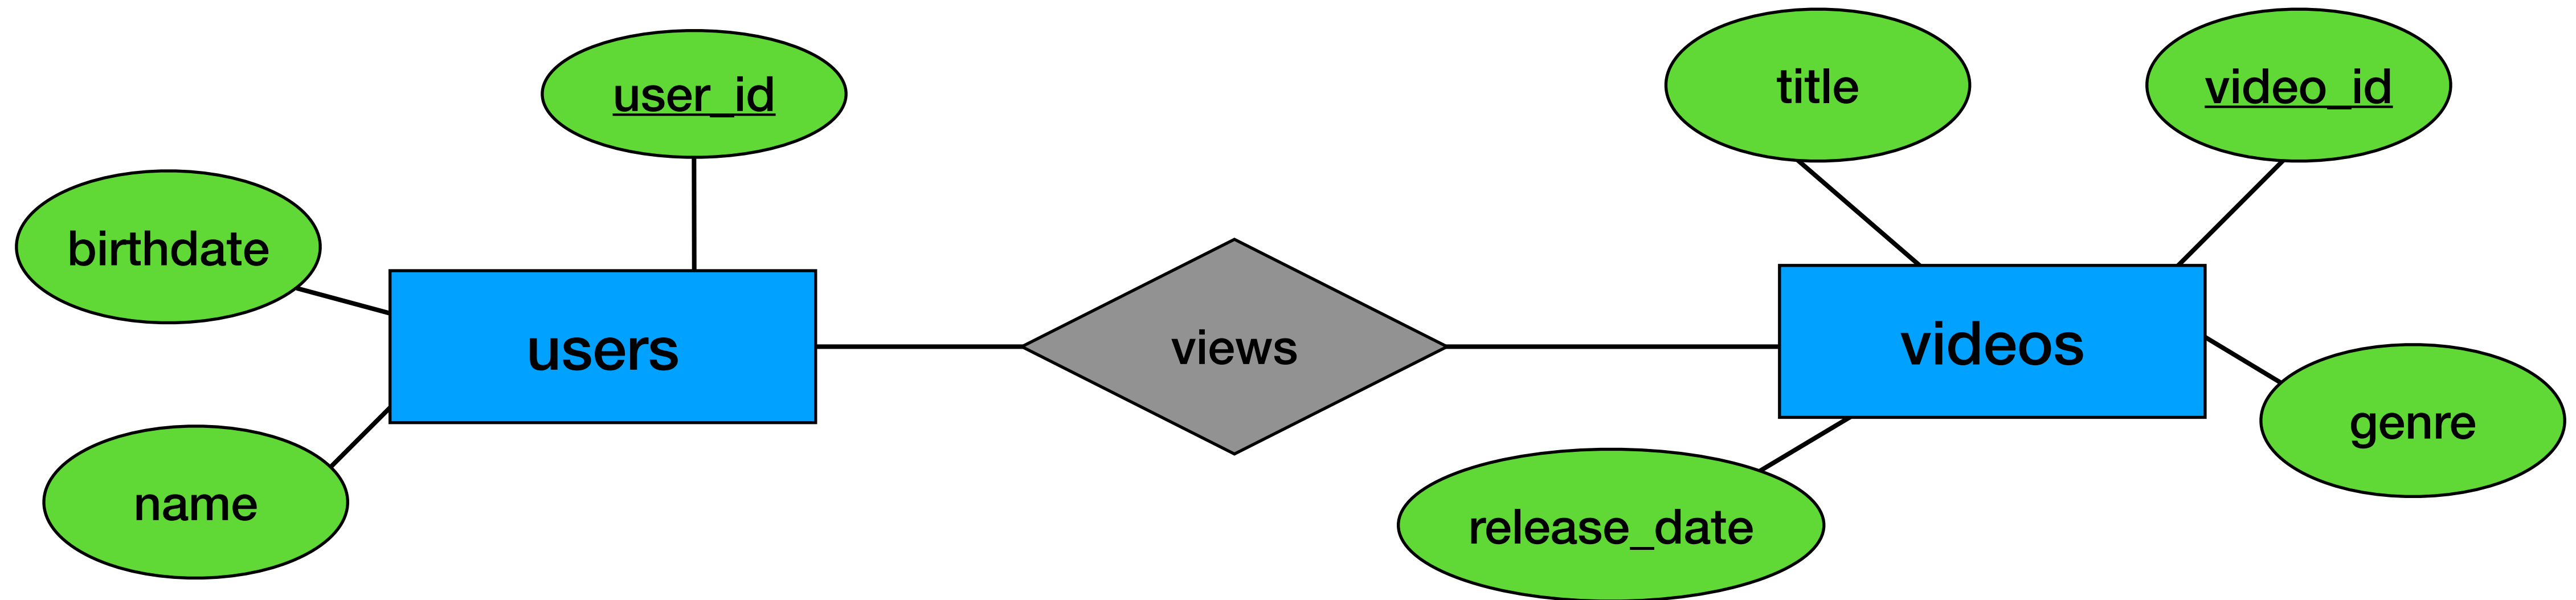 user_id
title
video_id
birthdate
users
views
videos
genre
name
release_date